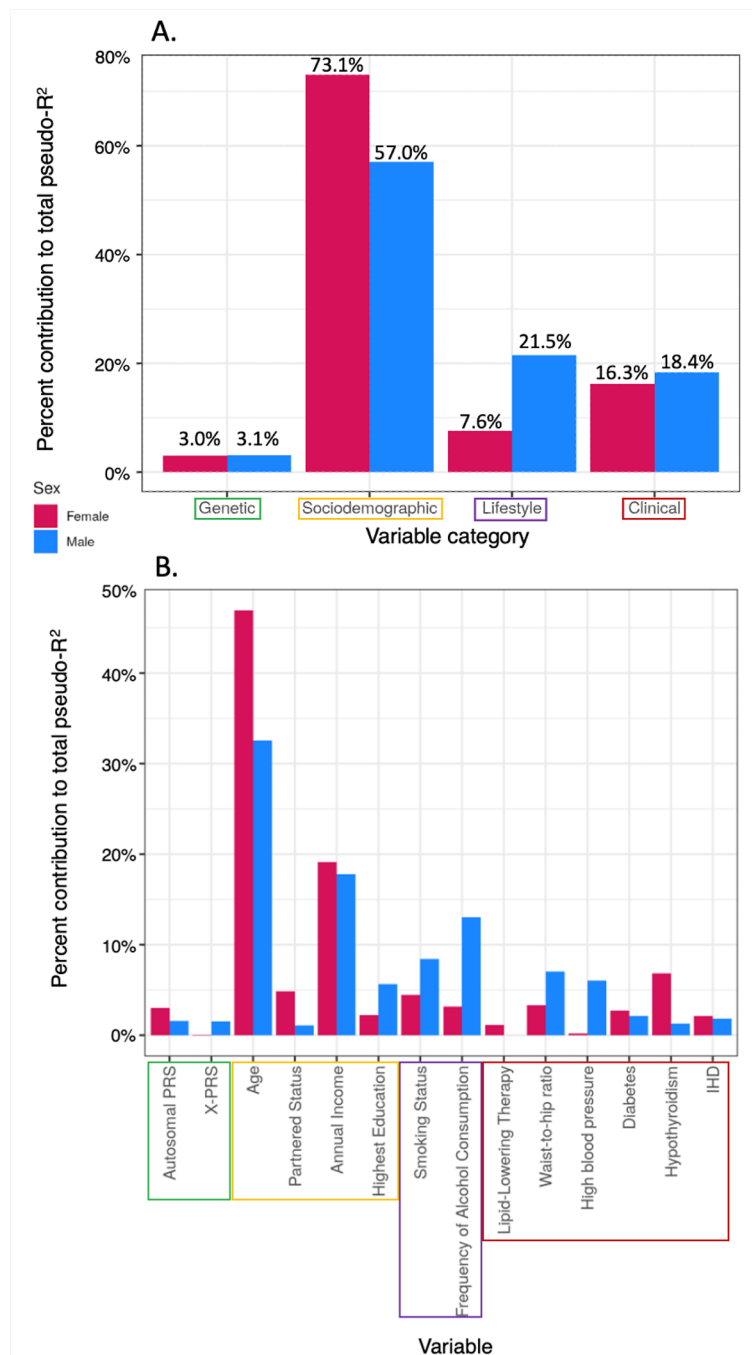 A.
Percent contribution to total pseudo-R²
80%
60%
40%
20%
0%
3.0%
3.1%
73.1%
57.0%
7.6%
21.5%
16.3%
18.4%
Genetic
Sociodemographic
Lifestyle
Clinical
Variable category
Sex
Female
Male
B.
Percent contribution to total pseudo-R²
50%
40%
30%
20%
10%
0%
Autosomal PRS
X-PRS
Age
Partnered Status
Annual Income
Highest Education
Smoking Status
Frequency of Alcohol Consumption
Lipid-Lowering Therapy
Waist-to-hip ratio
High blood pressure
Diabetes
Hypothyroidism
IHD
Variable